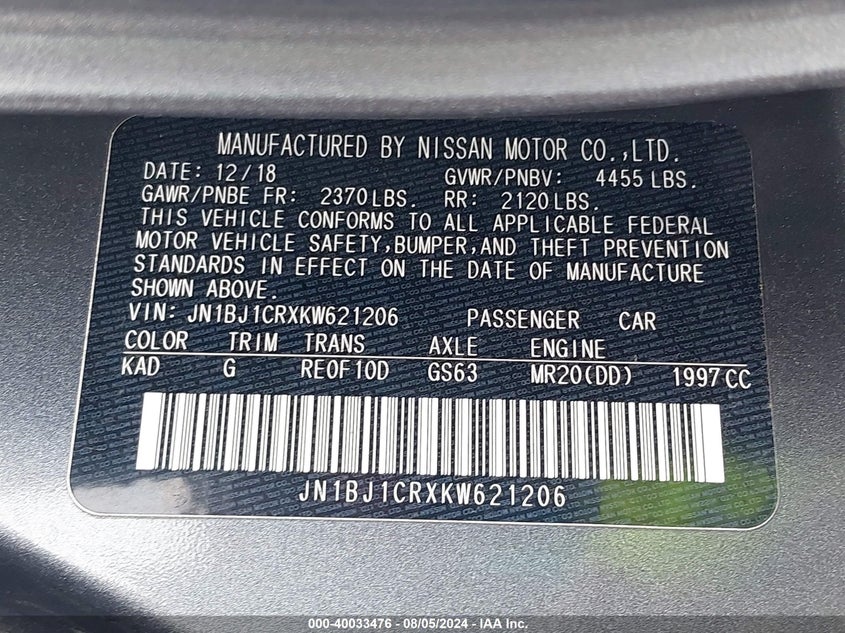 MANUFACTURED BY NISSAN MOTOR CO.,LTD.
DATE: 12/18 GVWR/PNBV: 4455 LBS.
GAWR/PNBE FR: 2370 LBS. RR: 2120 LBS.
THIS VEHICLE CONFORMS TO ALL APPLICABLE FEDERAL
MOTOR VEHICLE SAFETY,BUMPER,AND THEFT PREVENTION
STANDARDS IN EFFECT ON THE DATE OF MANUFACTURE
SHOWN ABOVE.
VIN: JN1BJ1CRXKW621206 PASSENGER CAR
COLOR TRIM TRANS AXLE ENGINE
KAD G RE0F10D GS63 MR20(DD) 1997 CC
JN1BJ1CRXKW621206
000-40033476 - 08/05/2024 - IAA Inc.